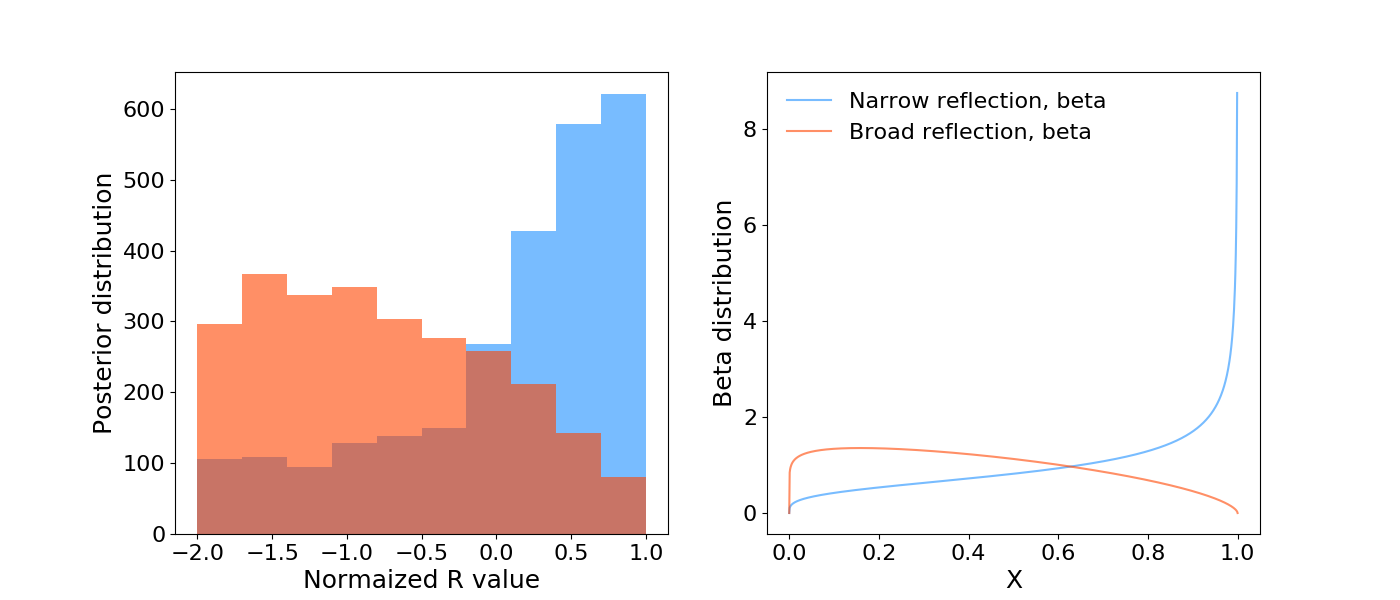 Posterior distribution
600
500
400
300
200
100
0
−2.0 −1.5 −1.0 −0.5 0.0 0.5 1.0
Normaized R value
Beta distribution
8
6
4
2
0
Narrow reflection, beta
Broad reflection, beta
0.0 0.2 0.4 0.6 0.8 1.0
X